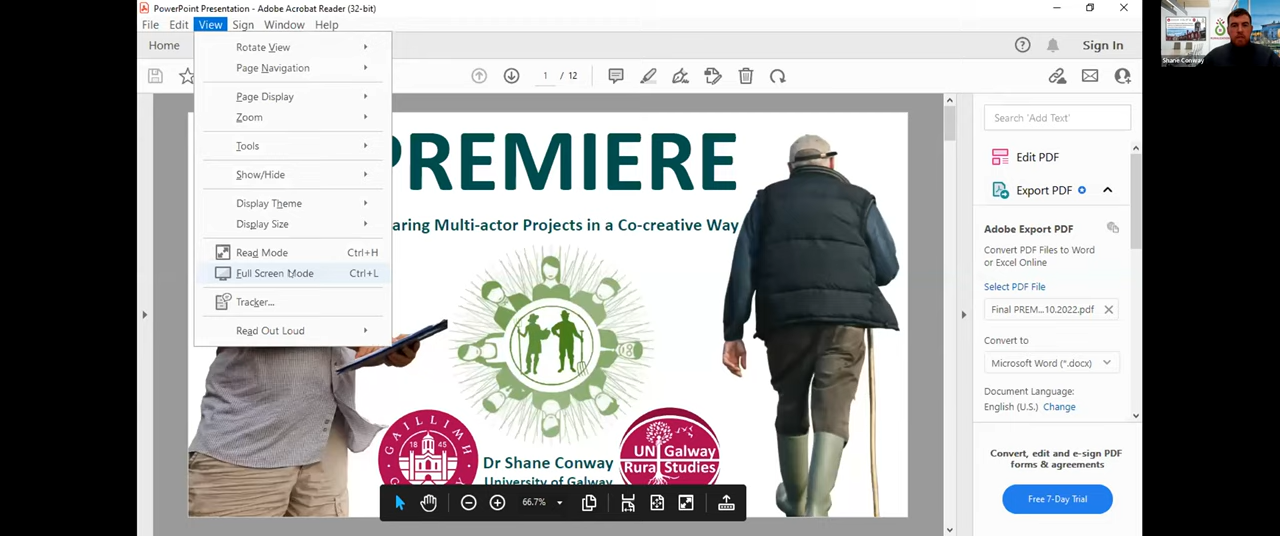 PowerPoint Presentation - Adobe Acrobat Reader (32-bit)
File Edit View Sign Window Help
Home
Sign In
1 / 12
Rotate View
Page Navigation
Page Display
Zoom
Tools
Show/Hide
Display Theme
Display Size
Read Mode Ctrl+H
Full Screen Mode Ctrl+L
Tracker...
Read Out Loud
PREMIERE
aring Multi-actor Projects in a Co-creative Way
GAILLIMH
18 45
Dr Shane Conway
University of Galway
UN Galway
Rural Studies
66.7%
Search 'Add Text'
Edit PDF
Export PDF
Adobe Export PDF
Convert PDF Files to Word
or Excel Online
Select PDF File
Final PREM...10.2022.pdf
Convert to
Microsoft Word (*.docx)
Document Language:
English (U.S.) Change
Convert, edit and e-sign PDF
forms & agreements
Free 7-Day Trial
Shane Conway